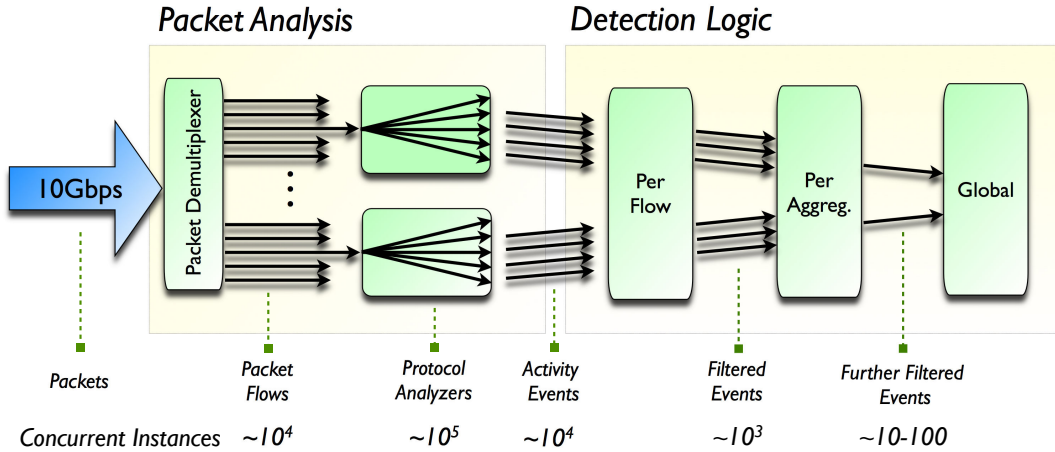 Packet Analysis
Detection Logic
10Gbps
Packet Demultiplexer
Per
Flow
Per
Aggreg.
Global
Packets
Packet
Flows
Protocol
Analyzers
Activity
Events
Filtered
Events
Further Filtered
Events
Concurrent Instances ~10⁴ ~10⁵ ~10⁴ ~10³ ~10-100